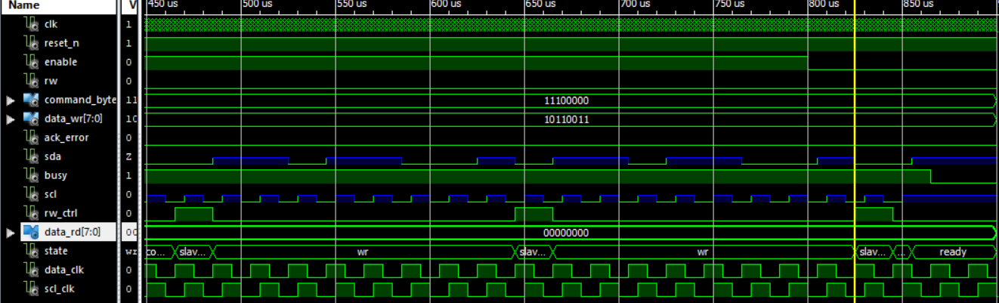 Name V 450 us 500 us 550 us 600 us 650 us 700 us 750 us 800 us 850 us
clk 1
reset_n 1
enable 0
rw 0
command_byte 11 11100000
data_wr[7:0] 10 10110011
ack_error 0
sda Z
busy 1
scl 0
rw_ctrl 0
data_rd[7:0] 00 00000000
state wr co... slav... wr slav... wr slav... ... ready
data_clk 0
scl_clk 0